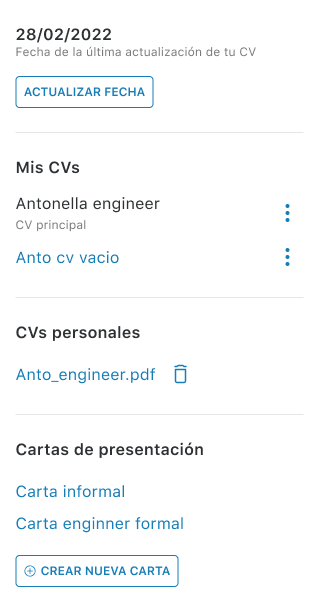 28/02/2022
Fecha de la última actualización de tu CV
ACTUALIZAR FECHA
Mis CVs
Antonella engineer
CV principal
Anto cv vacio
CVs personales
Anto_engineer.pdf
Cartas de presentación
Carta informal
Carta enginner formal
CREAR NUEVA CARTA